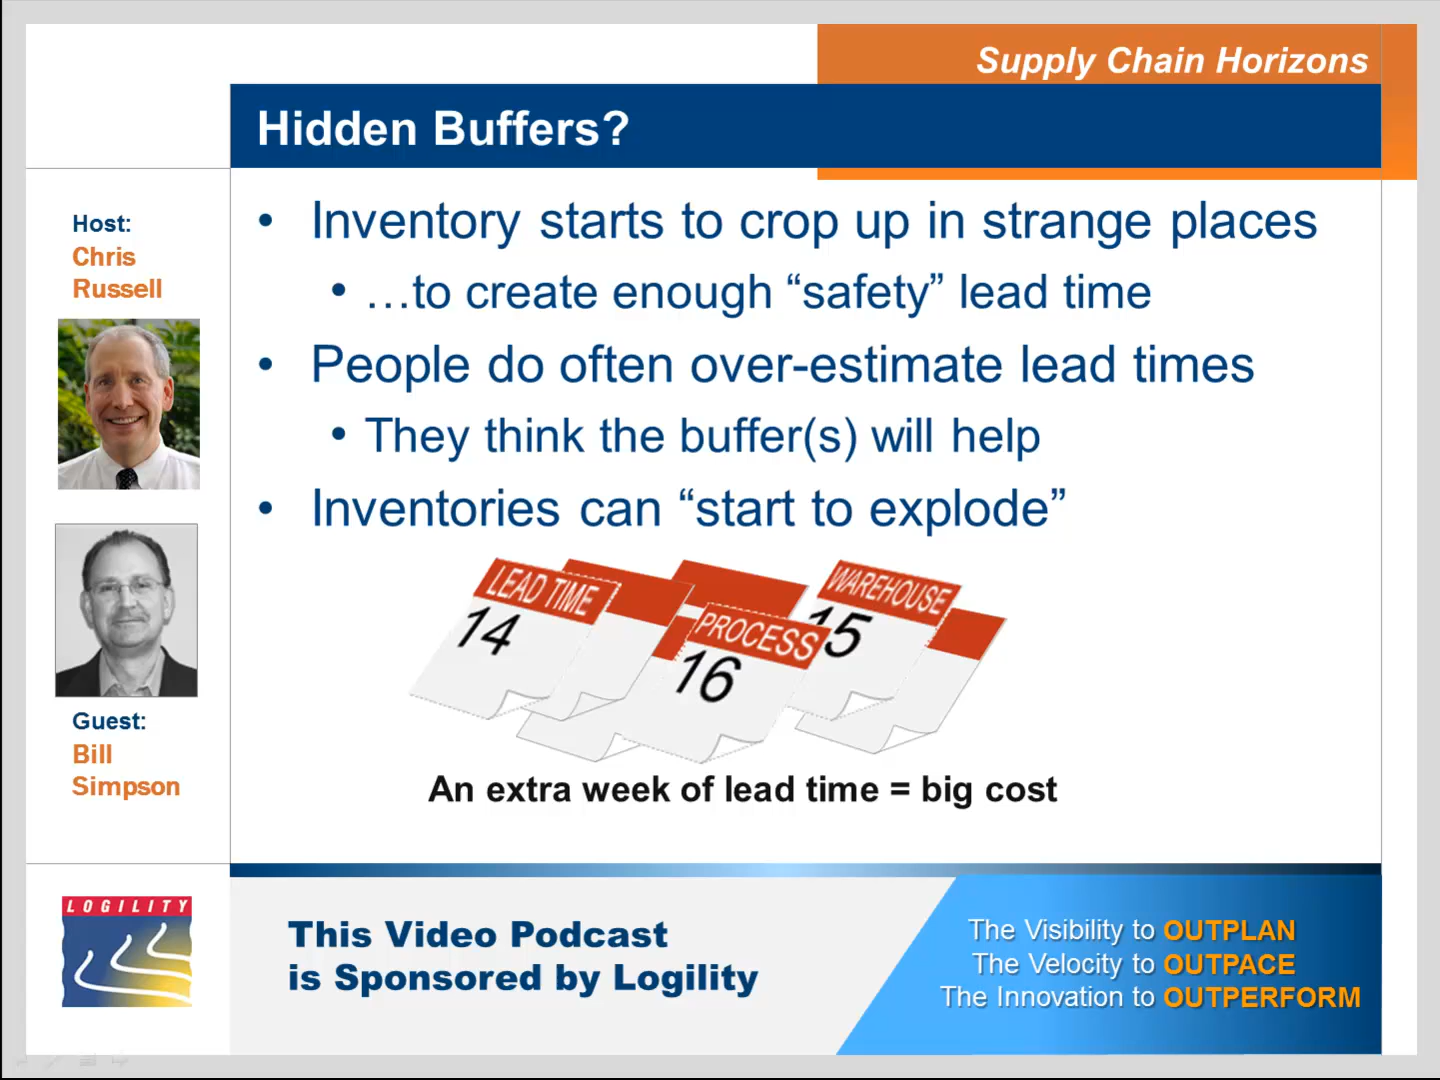 Supply Chain Horizons
Hidden Buffers?
Host:
Chris
Russell
Guest:
Bill
Simpson
• Inventory starts to crop up in strange places
• …to create enough “safety” lead time
• People do often over-estimate lead times
• They think the buffer(s) will help
• Inventories can “start to explode”
LEAD TIME
14
PROCESS
16
WAREHOUSE
15
An extra week of lead time = big cost
LOGILITY
This Video Podcast
is Sponsored by Logility
The Visibility to OUTPLAN
The Velocity to OUTPACE
The Innovation to OUTPERFORM